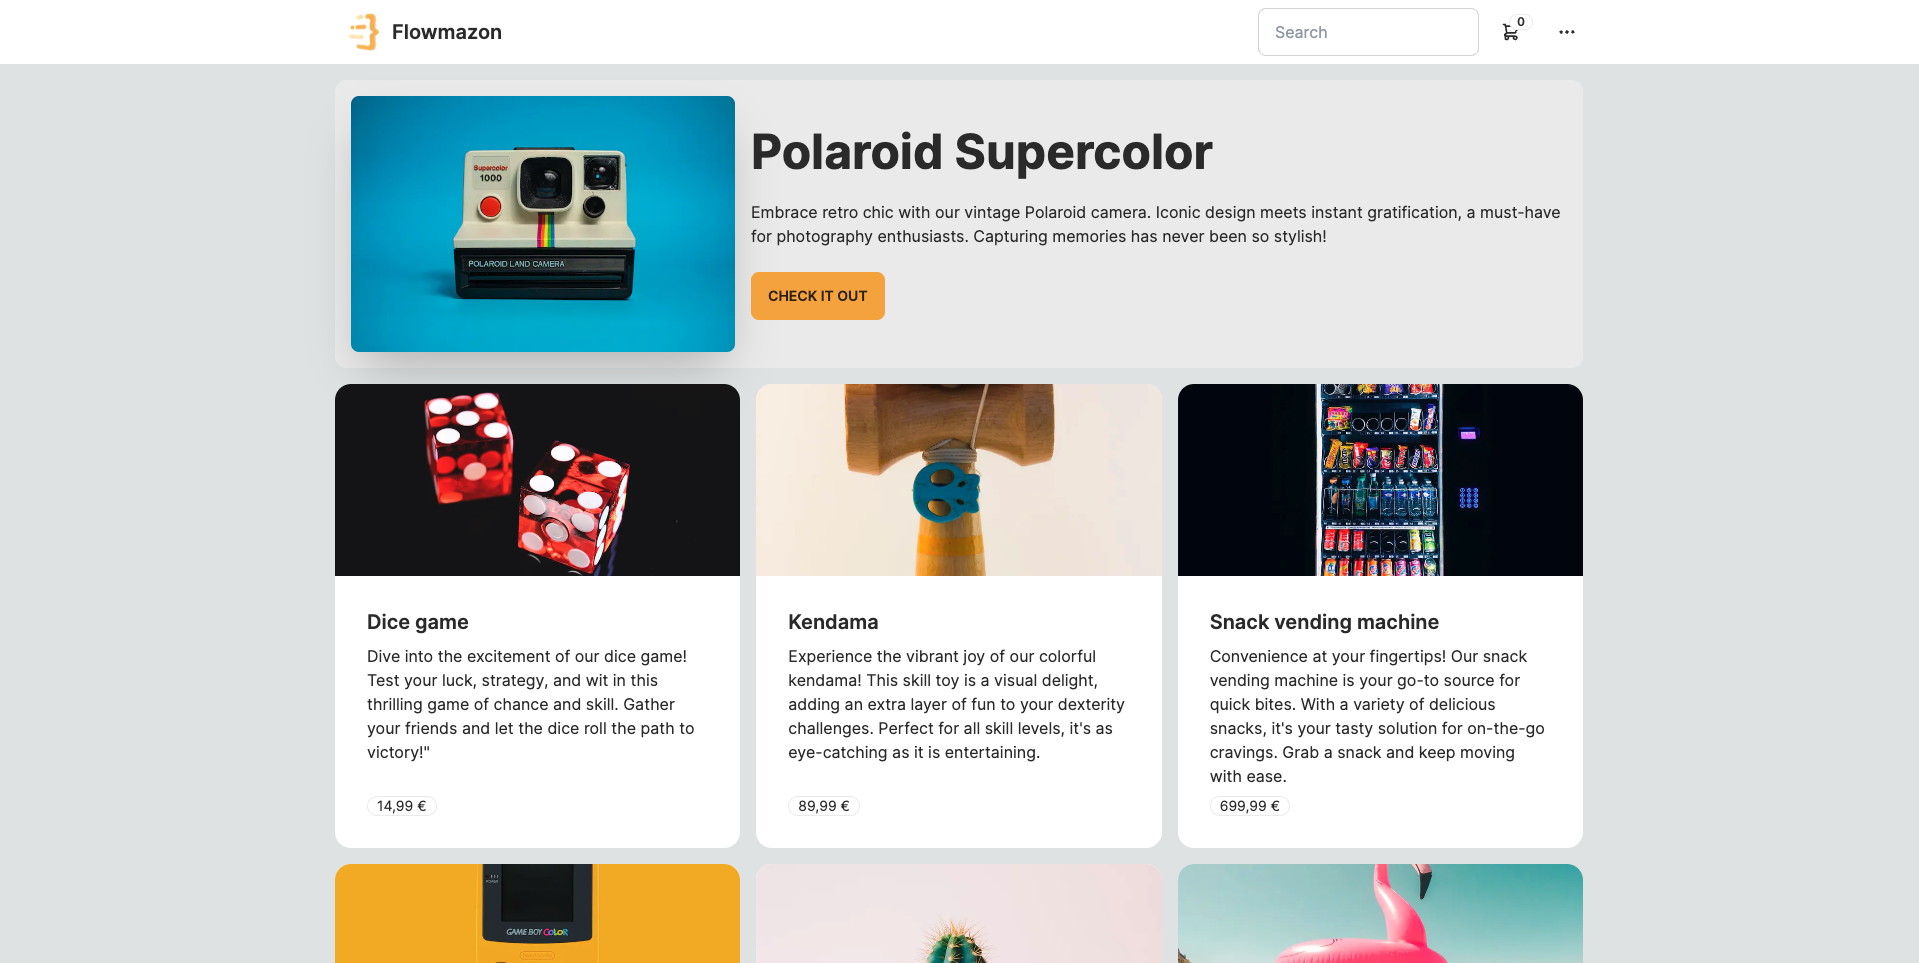 Flowmazon
Search
0
Supercolor
1000
POLAROID LAND CAMERA
Polaroid Supercolor
Embrace retro chic with our vintage Polaroid camera. Iconic design meets instant gratification, a must-have
for photography enthusiasts. Capturing memories has never been so stylish!
CHECK IT OUT
Dice game
Dive into the excitement of our dice game!
Test your luck, strategy, and wit in this
thrilling game of chance and skill. Gather
your friends and let the dice roll the path to
victory!"
14,99 €
Kendama
Experience the vibrant joy of our colorful
kendama! This skill toy is a visual delight,
adding an extra layer of fun to your dexterity
challenges. Perfect for all skill levels, it's as
eye-catching as it is entertaining.
89,99 €
Snack vending machine
Convenience at your fingertips! Our snack
vending machine is your go-to source for
quick bites. With a variety of delicious
snacks, it's your tasty solution for on-the-go
cravings. Grab a snack and keep moving
with ease.
699,99 €
GAME BOY COLOR